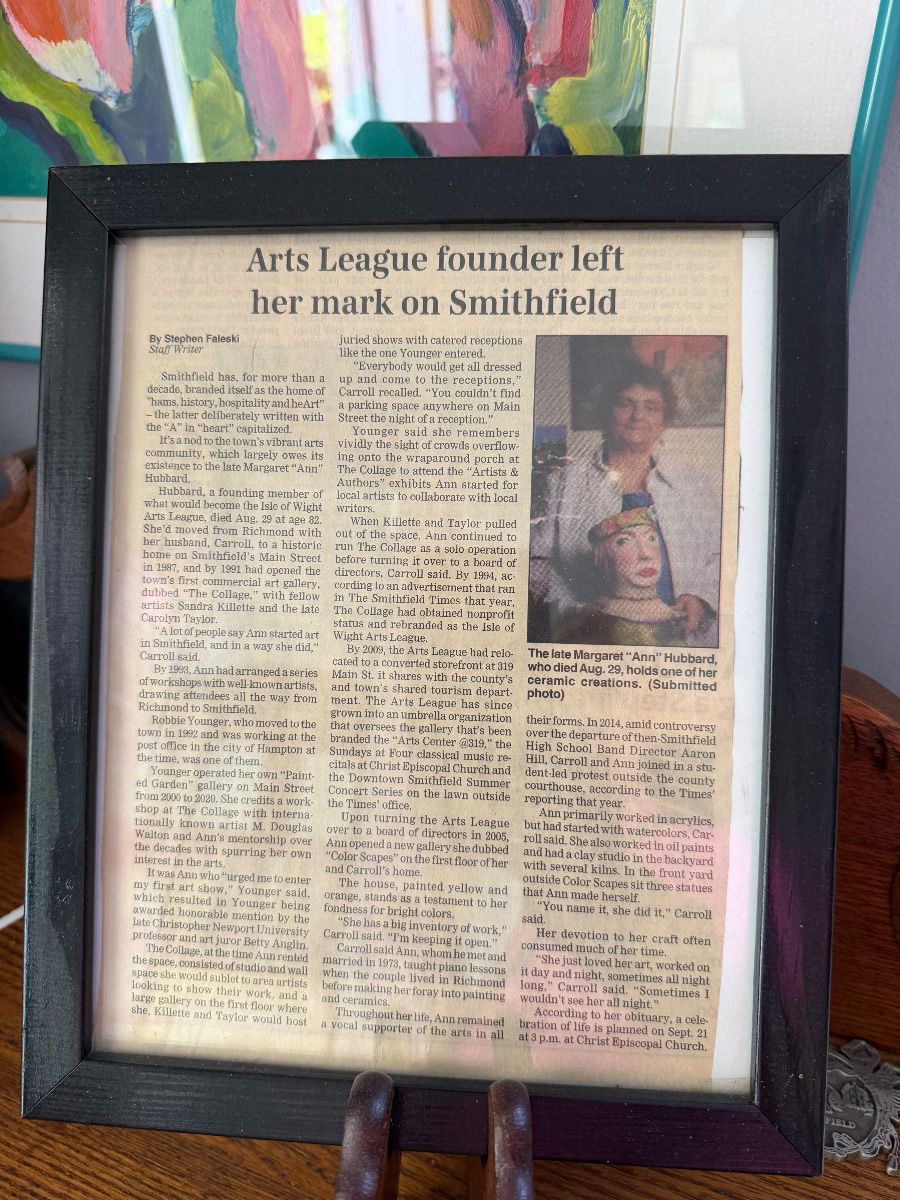 Arts League founder left
her mark on Smithfield
By Stephen Faleski
Staff Writer
Smithfield has, for more than a
decade, branded itself as the home of
"hams, history, hospitality and heArt"
– the latter deliberately written with
the "A" in "heart" capitalized.
It's a nod to the town's vibrant arts
community, which largely owes its
existence to the late Margaret "Ann"
Hubbard.
Hubbard, a founding member of
what would become the Isle of Wight
Arts League, died Aug. 29 at age 82.
She'd moved from Richmond with
her husband, Carroll, to a historic
home on Smithfield's Main Street
in 1987, and by 1991 had opened the
town's first commercial art gallery,
dubbed "The Collage," with fellow
artists Sandra Killette and the late
Carolyn Taylor.
"A lot of people say Ann started art
in Smithfield, and in a way she did,"
Carroll said.
By 1993, Ann had arranged a series
of workshops with well-known artists,
drawing attendees all the way from
Richmond to Smithfield.
Robbie Younger, who moved to the
town in 1992 and was working at the
post office in the city of Hampton at
the time, was one of them.
Younger operated her own "Paint-
ed Garden" gallery on Main Street
from 2000 to 2020. She credits a work-
shop at The Collage with interna-
tionally known artist M. Douglas
Walton and Ann's mentorship over
the decades with spurring her own
interest in the arts.
It was Ann who "urged me to enter
my first art show," Younger said,
which resulted in Younger being
awarded honorable mention by the
late Christopher Newport University
professor and art juror Betty Anglin.
The Collage, at the time Ann rented
the space, consisted of studio and wall
space she would sublet to area artists
looking to show their work, and a
large gallery on the first floor where
she, Killette and Taylor would host
juried shows with catered receptions
like the one Younger entered.
"Everybody would get all dressed
up and come to the receptions,"
Carroll recalled. "You couldn't find
a parking space anywhere on Main
Street the night of a reception."
Younger said she remembers
vividly the sight of crowds overflow-
ing onto the wraparound porch at
The Collage to attend the "Artists &
Authors" exhibits Ann started for
local artists to collaborate with local
writers.
When Killette and Taylor pulled
out of the space, Ann continued to
run The Collage as a solo operation
before turning it over to a board of
directors, Carroll said. By 1994, ac-
cording to an advertisement that ran
in The Smithfield Times that year,
The Collage had obtained nonprofit
status and rebranded as the Isle of
Wight Arts League.
By 2009, the Arts League had relo-
cated to a converted storefront at 319
Main St. it shares with the county's
and town's shared tourism depart-
ment. The Arts League has since
grown into an umbrella organization
that oversees the gallery that's been
branded the "Arts Center @319," the
Sundays at Four classical music re-
citals at Christ Episcopal Church and
the Downtown Smithfield Summer
Concert Series on the lawn outside
the Times' office.
Upon turning the Arts League
over to a board of directors in 2005,
Ann opened a new gallery she dubbed
"Color Scapes" on the first floor of her
and Carroll's home.
The house, painted yellow and
orange, stands as a testament to her
fondness for bright colors.
"She has a big inventory of work,"
Carroll said. "I'm keeping it open."
Carroll said Ann, whom he met and
married in 1973, taught piano lessons
when the couple lived in Richmond
before making her foray into painting
and ceramics.
Throughout her life, Ann remained
a vocal supporter of the arts in all
The late Margaret "Ann" Hubbard,
who died Aug. 29, holds one of her
ceramic creations. (Submitted
photo)
their forms. In 2014, amid controversy
over the departure of then-Smithfield
High School Band Director Aaron
Hill, Carroll and Ann joined in a stu-
dent-led protest outside the county
courthouse, according to the Times'
reporting that year.
Ann primarily worked in acrylics,
but had started with watercolors, Car-
roll said. She also worked in oil paints
and had a clay studio in the backyard
with several kilns. In the front yard
outside Color Scapes sit three statues
that Ann made herself.
"You name it, she did it," Carroll
said.
Her devotion to her craft often
consumed much of her time.
"She just loved her art, worked on
it day and night, sometimes all night
long," Carroll said. "Sometimes I
wouldn't see her all night."
According to her obituary, a cele-
bration of life is planned on Sept. 21
at 3 p.m. at Christ Episcopal Church.